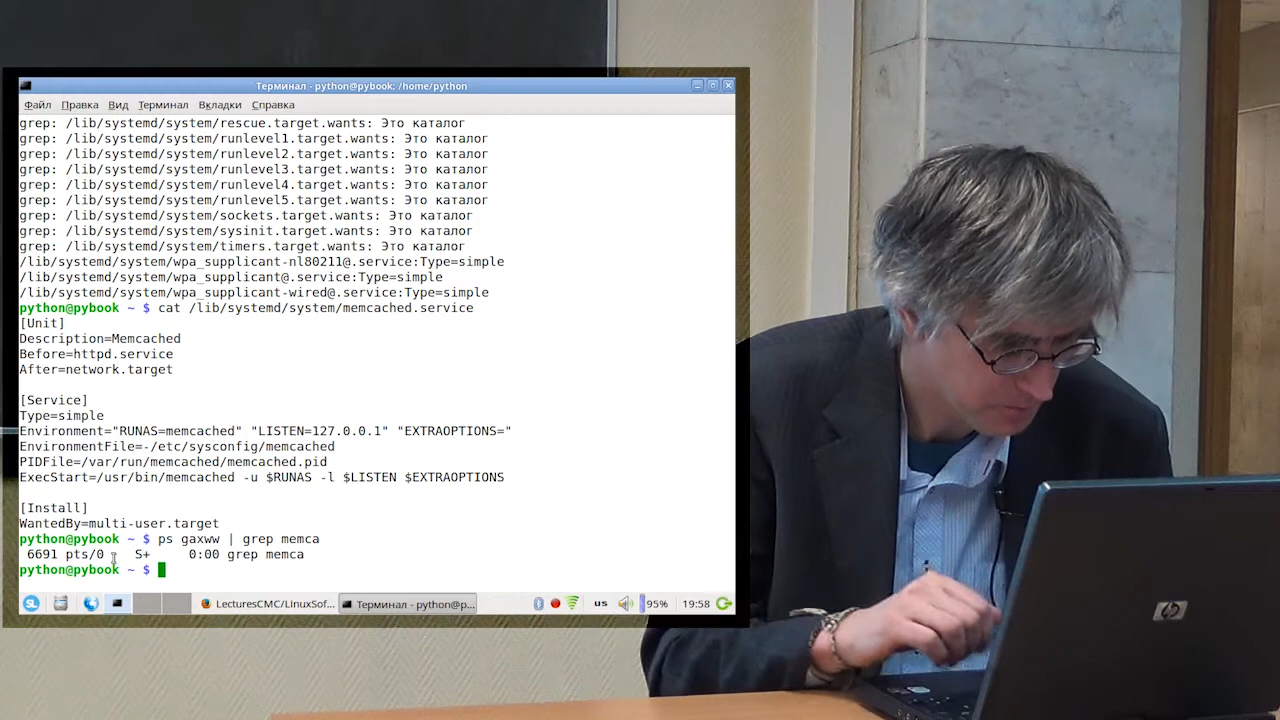 Терминал - python@pybook: /home/python
Файл Правка Вид Терминал Вкладки Справка
grep: /lib/systemd/system/rescue.target.wants: Это каталог
grep: /lib/systemd/system/runlevel1.target.wants: Это каталог
grep: /lib/systemd/system/runlevel2.target.wants: Это каталог
grep: /lib/systemd/system/runlevel3.target.wants: Это каталог
grep: /lib/systemd/system/runlevel4.target.wants: Это каталог
grep: /lib/systemd/system/runlevel5.target.wants: Это каталог
grep: /lib/systemd/system/sockets.target.wants: Это каталог
grep: /lib/systemd/system/sysinit.target.wants: Это каталог
grep: /lib/systemd/system/timers.target.wants: Это каталог
/lib/systemd/system/wpa_supplicant-nl80211@.service:Type=simple
/lib/systemd/system/wpa_supplicant@.service:Type=simple
/lib/systemd/system/wpa_supplicant-wired@.service:Type=simple
python@pybook ~ $ cat /lib/systemd/system/memcached.service
[Unit]
Description=Memcached
Before=httpd.service
After=network.target
[Service]
Type=simple
Environment="RUNAS=memcached" "LISTEN=127.0.0.1" "EXTRAOPTIONS="
EnvironmentFile=-/etc/sysconfig/memcached
PIDFile=/var/run/memcached/memcached.pid
ExecStart=/usr/bin/memcached -u $RUNAS -l $LISTEN $EXTRAOPTIONS
[Install]
WantedBy=multi-user.target
python@pybook ~ $ ps gaxww | grep memca
6691 pts/0 S+ 0:00 grep memca
python@pybook ~ $
SL LecturesCMC/LinuxSof... Терминал - python@p... us 95% 19:58
hp